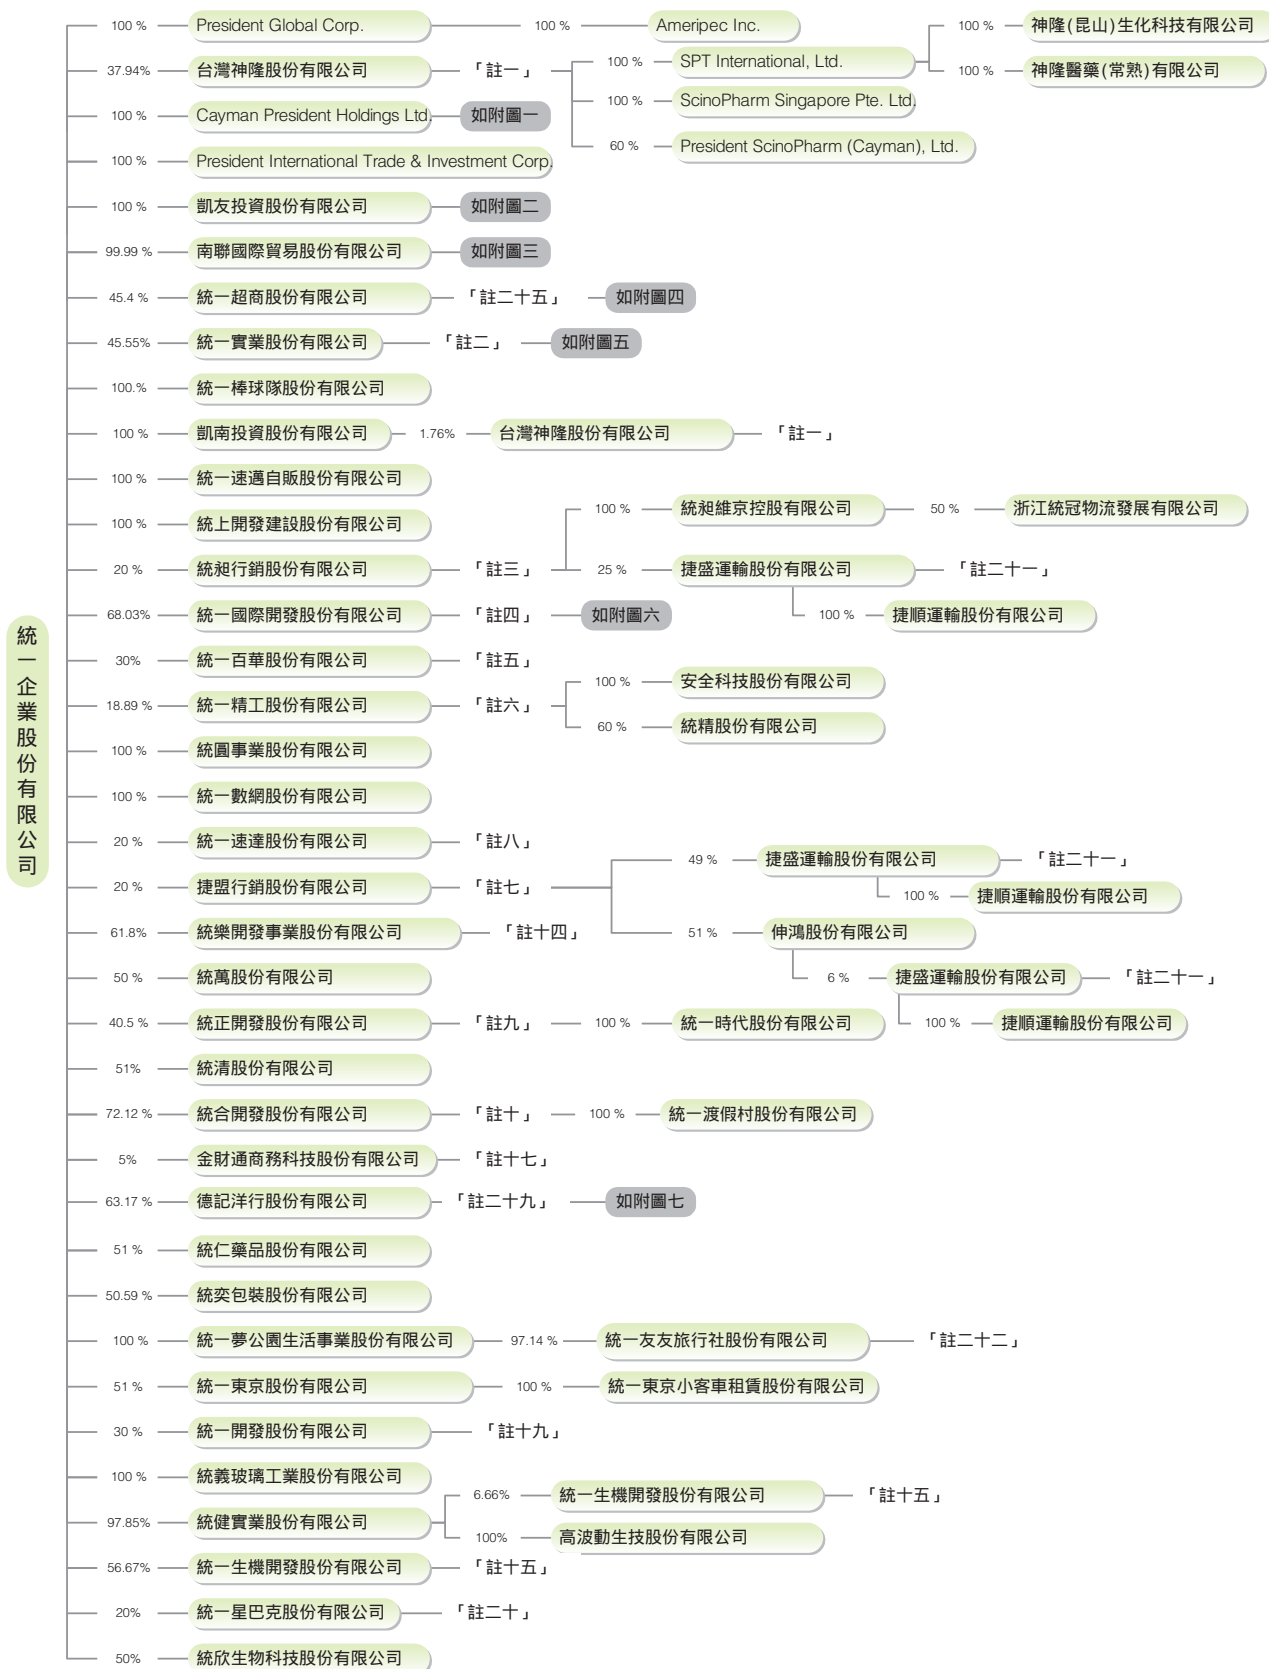 統一企業股份有限公司
100 % President Global Corp. 100 % Ameripec Inc. 100 % 神隆(昆山)生化科技有限公司
37.94% 台灣神隆股份有限公司 「註一」 100 % SPT International, Ltd. 100 % 神隆醫藥(常熟)有限公司
100 % Cayman President Holdings Ltd. 如附圖一 100 % ScinoPharm Singapore Pte. Ltd.
100 % President International Trade & Investment Corp. 60 % President ScinoPharm (Cayman), Ltd.
100 % 凱友投資股份有限公司 如附圖二
99.99 % 南聯國際貿易股份有限公司 如附圖三
45.4 % 統一超商股份有限公司 「註二十五」 如附圖四
45.55% 統一實業股份有限公司 「註二」 如附圖五
100.% 統一棒球隊股份有限公司
100 % 凱南投資股份有限公司 1.76% 台灣神隆股份有限公司 「註一」
100 % 統一速邁自販股份有限公司
100 % 統上開發建設股份有限公司 100 % 統昶維京控股有限公司 50 % 浙江統冠物流發展有限公司
20 % 統昶行銷股份有限公司 「註三」 25 % 捷盛運輸股份有限公司 「註二十一」
68.03% 統一國際開發股份有限公司 「註四」 如附圖六 100 % 捷順運輸股份有限公司
30% 統一百華股份有限公司 「註五」 100 % 安全科技股份有限公司
18.89 % 統一精工股份有限公司 「註六」 60 % 統精股份有限公司
100 % 統圓事業股份有限公司
100 % 統一數網股份有限公司
20 % 統一速達股份有限公司 「註八」 49 % 捷盛運輸股份有限公司 「註二十一」
20 % 捷盟行銷股份有限公司 「註七」 100 % 捷順運輸股份有限公司
61.8% 統樂開發事業股份有限公司 「註十四」 51 % 伸鴻股份有限公司
50 % 統萬股份有限公司 6 % 捷盛運輸股份有限公司 「註二十一」
40.5 % 統正開發股份有限公司 「註九」 100 % 統一時代股份有限公司 100 % 捷順運輸股份有限公司
51% 統清股份有限公司
72.12 % 統合開發股份有限公司 「註十」 100 % 統一渡假村股份有限公司
5% 金財通商務科技股份有限公司 「註十七」
63.17 % 德記洋行股份有限公司 「註二十九」 如附圖七
51 % 統仁藥品股份有限公司
50.59 % 統奕包裝股份有限公司
100 % 統一夢公園生活事業股份有限公司 97.14 % 統一友友旅行社股份有限公司 「註二十二」
51 % 統一東京股份有限公司 100 % 統一東京小客車租賃股份有限公司
30 % 統一開發股份有限公司 「註十九」
100 % 統義玻璃工業股份有限公司 6.66% 統一生機開發股份有限公司 「註十五」
97.85% 統健實業股份有限公司 100% 高波動生技股份有限公司
56.67% 統一生機開發股份有限公司 「註十五」
20% 統一星巴克股份有限公司 「註二十」
50% 統欣生物科技股份有限公司